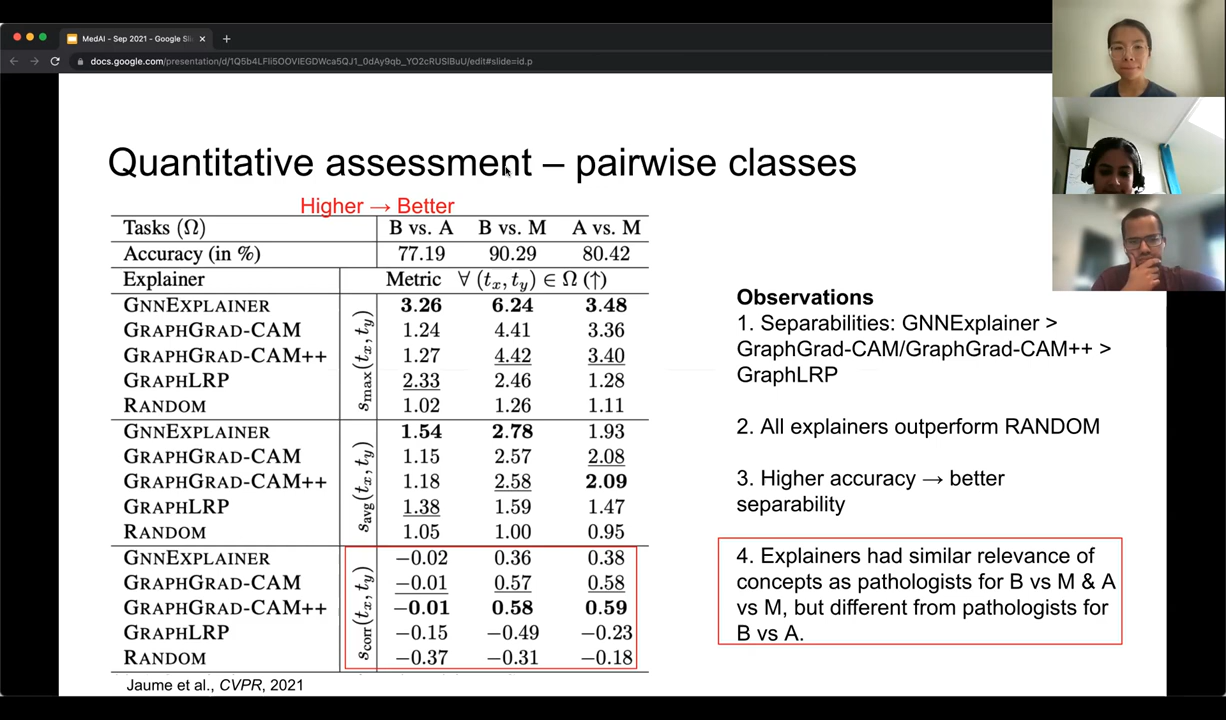 MedAI - Sep 2021 - Google Sli
docs.google.com/presentation/d/1Q5b4LFIi5OOVIEGDWca5QJ1_0dAy9qb_YO2cRUSIBuU/edit#slide=id.p
Quantitative assessment – pairwise classes
Higher → Better
Tasks (Ω) B vs. A B vs. M A vs. M
Accuracy (in %) 77.19 90.29 80.42
Explainer Metric ∀ (tx, ty) ∈ Ω (↑)
smax(tx, ty)
GNNEXPLAINER 3.26 6.24 3.48
GRAPHGRAD-CAM 1.24 4.41 3.36
GRAPHGRAD-CAM++ 1.27 4.42 3.40
GRAPHLRP 2.33 2.46 1.28
RANDOM 1.02 1.26 1.11
savg(tx, ty)
GNNEXPLAINER 1.54 2.78 1.93
GRAPHGRAD-CAM 1.15 2.57 2.08
GRAPHGRAD-CAM++ 1.18 2.58 2.09
GRAPHLRP 1.38 1.59 1.47
RANDOM 1.05 1.00 0.95
scorr(tx, ty)
GNNEXPLAINER −0.02 0.36 0.38
GRAPHGRAD-CAM −0.01 0.57 0.58
GRAPHGRAD-CAM++ −0.01 0.58 0.59
GRAPHLRP −0.15 −0.49 −0.23
RANDOM −0.37 −0.31 −0.18
Jaume et al., CVPR, 2021
Observations
1. Separabilities: GNNExplainer >
GraphGrad-CAM/GraphGrad-CAM++ >
GraphLRP
2. All explainers outperform RANDOM
3. Higher accuracy → better
separability
4. Explainers had similar relevance of
concepts as pathologists for B vs M & A
vs M, but different from pathologists for
B vs A.